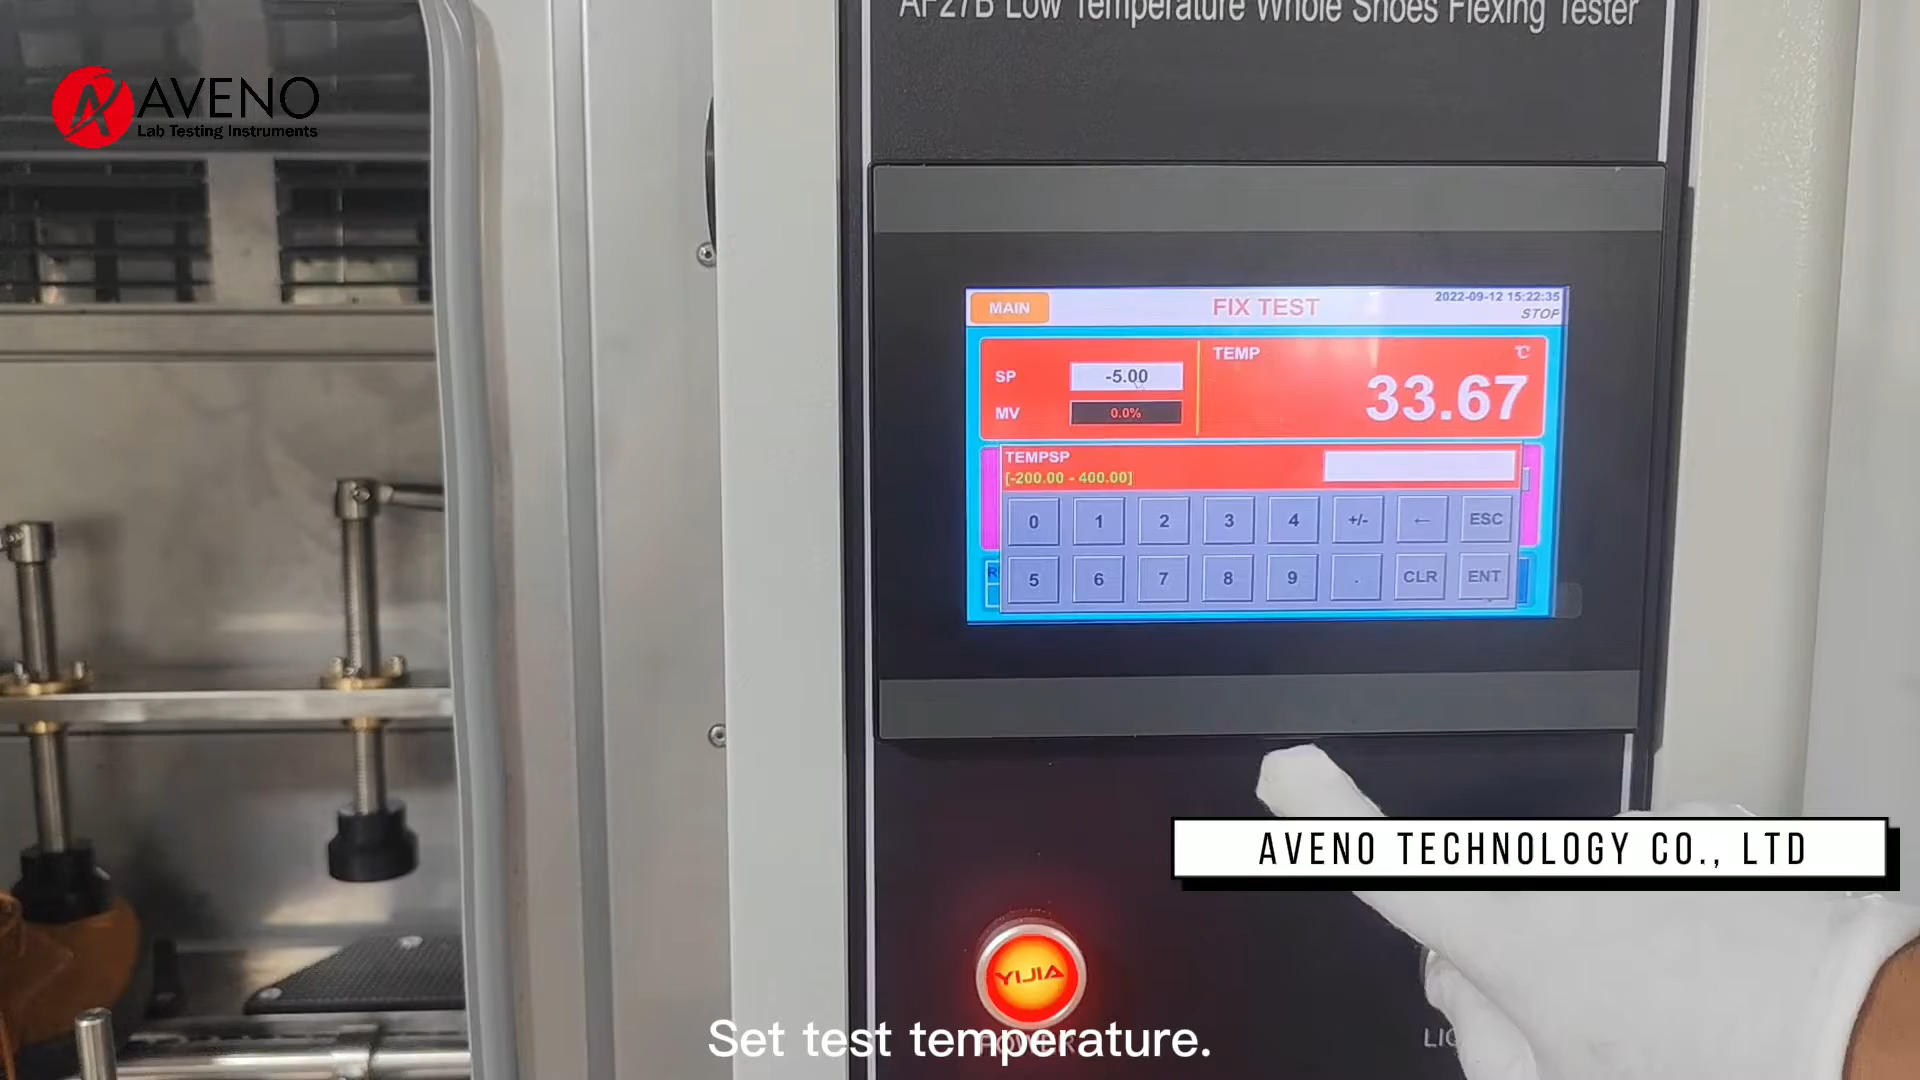 AF27B Low Temperature Whole Shoes Flexing Tester
AVENO
Lab Testing Instruments
MAIN
FIX TEST
2022-09-12 15:22:35
STOP
SP
-5.00
MV
0.0%
TEMP
℃
33.67
TEMPSP
[-200.00 - 400.00]
0 1 2 3 4 +/- ← ESC
5 6 7 8 9 . CLR ENT
AVENO TECHNOLOGY CO., LTD
YIJIA
POWER
Set test temperature.